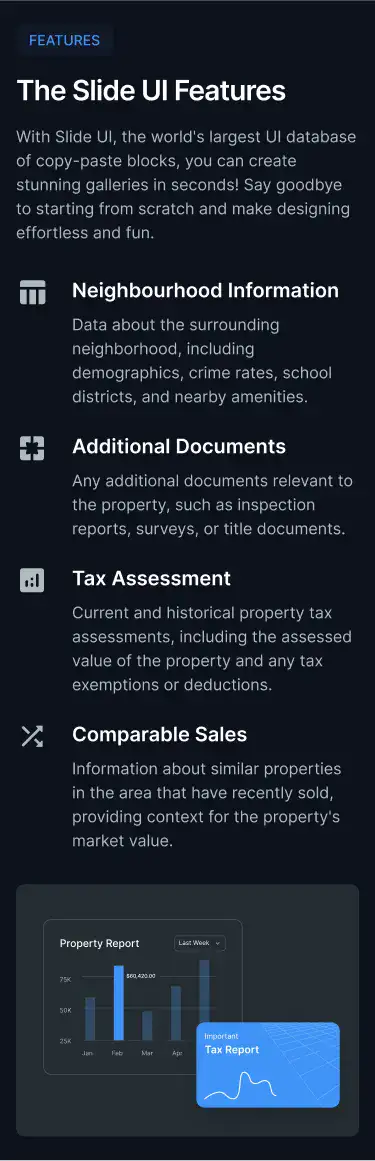 FEATURES
The Slide UI Features
With Slide UI, the world's largest UI database
of copy-paste blocks, you can create
stunning galleries in seconds! Say goodbye
to starting from scratch and make designing
effortless and fun.
Neighbourhood Information
Data about the surrounding
neighborhood, including
demographics, crime rates, school
districts, and nearby amenities.
Additional Documents
Any additional documents relevant to
the property, such as inspection
reports, surveys, or title documents.
Tax Assessment
Current and historical property tax
assessments, including the assessed
value of the property and any tax
exemptions or deductions.
Comparable Sales
Information about similar properties
in the area that have recently sold,
providing context for the property's
market value.
Property Report
Last Week
$60,420.00
75K
50K
25K
Jan Feb Mar Apr
Important
Tax Report